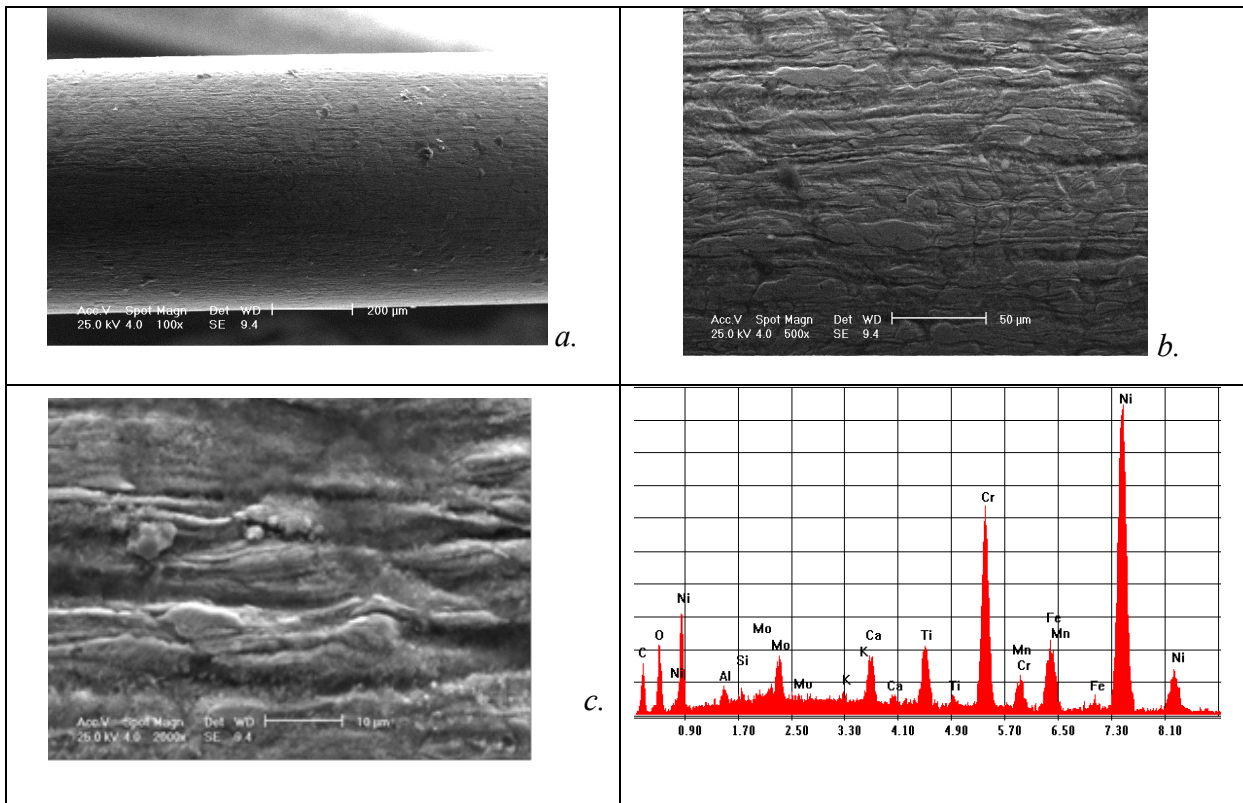 Acc.V Spot Magn Det WD 200 µm
25.0 kV 4.0 100x SE 9.4
a.
Acc.V Spot Magn Det WD 50 µm
25.0 kV 4.0 500x SE 9.4
b.
Acc.V Spot Magn Det WD 10 µm
25.0 kV 4.0 2000x SE 9.4
c.
Ni
Cr
Ni
Fe
O Mo Ca Ti Mn
C Mo K Mn Ni
Ni Si Cr
Al Mo K Ca Ti Fe
0.90 1.70 2.50 3.30 4.10 4.90 5.70 6.50 7.30 8.10